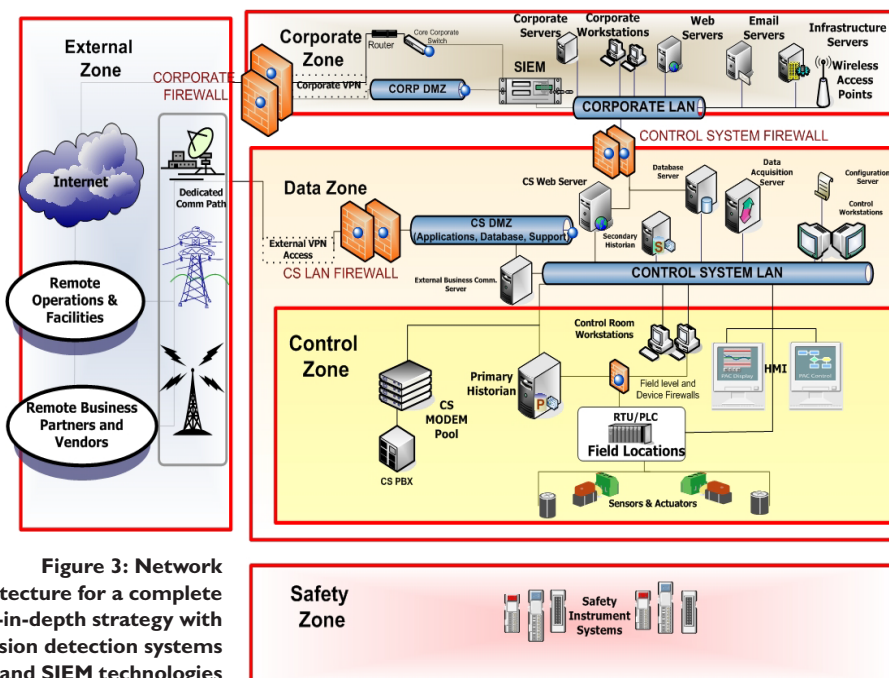 External
Zone
CORPORATE
FIREWALL
Internet
Dedicated
Comm Path
Remote
Operations &
Facilities
Remote Business
Partners and
Vendors
Corporate
Zone
Router
Core Corporate
Switch
Corporate VPN
CORP DMZ
SIEM
Corporate
Servers
Corporate
Workstations
Web
Servers
Email
Servers
Infrastructure
Servers
Wireless
Access
Points
CORPORATE LAN
CONTROL SYSTEM FIREWALL
Data Zone
External VPN
Access
CS LAN FIREWALL
CS DMZ
(Applications, Database, Support)
CS Web Server
Secondary
Historian
S
Database
Server
Data
Acquisition
Server
Configuration
Server
Control
Workstations
External Business Comm.
Server
CONTROL SYSTEM LAN
Control
Zone
CS
MODEM
Pool
CS PBX
Primary
Historian
P
Control Room
Workstations
Field level and
Device Firewalls
PAC Display
HMI
PAC Control
RTU/PLC
Field Locations
Sensors & Actuators
Safety
Zone
Safety
Instrument
Systems
Figure 3: Network
tecture for a complete
-in-depth strategy with
sion detection systems
and SIEM technologies